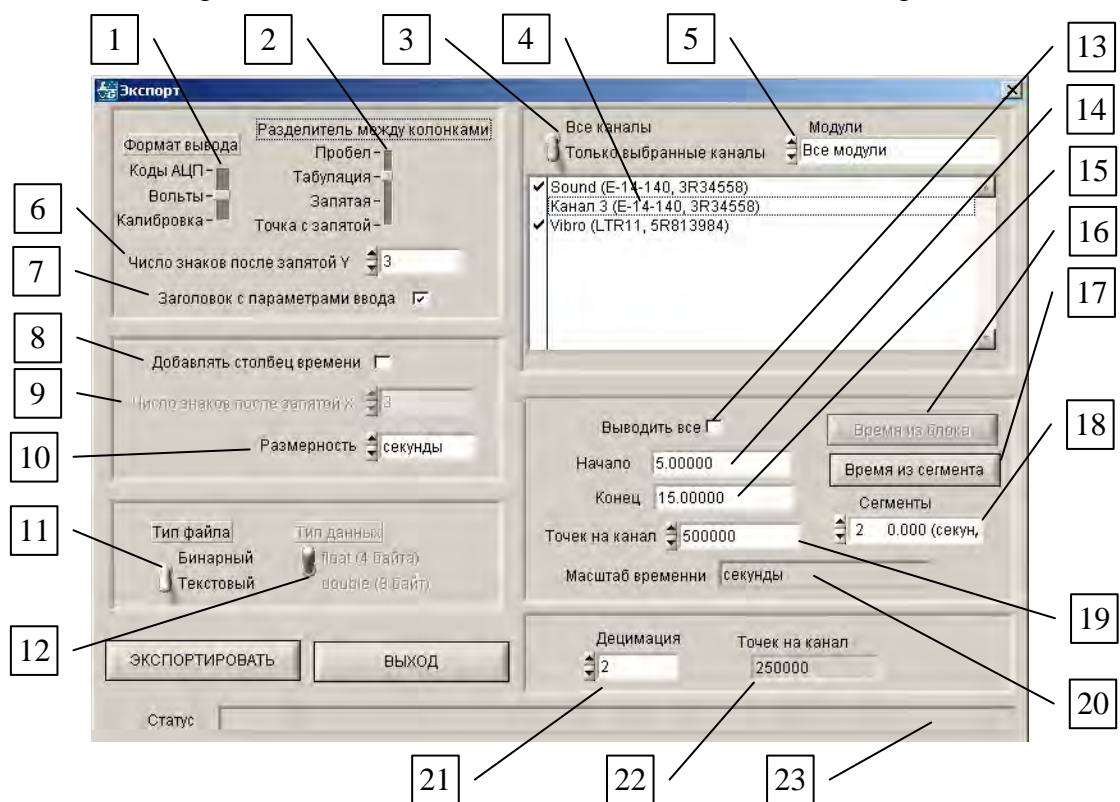 1 2 3 4 5 13
Экспорт
14
Формат вывода
Коды АЦП
Вольты
Калибровка
Разделитель между колонками
Пробел
Табуляция
Запятая
Точка с запятой
Все каналы
Только выбранные каналы
Модули
Все модули
15
Sound (E-14-140, 3R34558)
Канал 3 (E-14-140, 3R34558)
Vibro (LTR11, 5R813984)
6
Число знаков после запятой Y 3
16
7
Заголовок с параметрами ввода
17
8
Добавлять столбец времени
9
Число знаков после запятой X 3
10
Размерность секунды
Выводить все
Время из блока
18
Начало 5.00000
Время из сегмента
Конец 15.00000
Сегменты
2 0.000 (секун,
Точек на канал 500000
Масштаб временни секунды
11
Тип файла
Бинарный
Текстовый
Тип данных
float (4 байта)
double (8 байт)
19
12
ЭКСПОРТИРОВАТЬ
ВЫХОД
Децимация
2
Точек на канал
250000
20
Статус
21 22 23